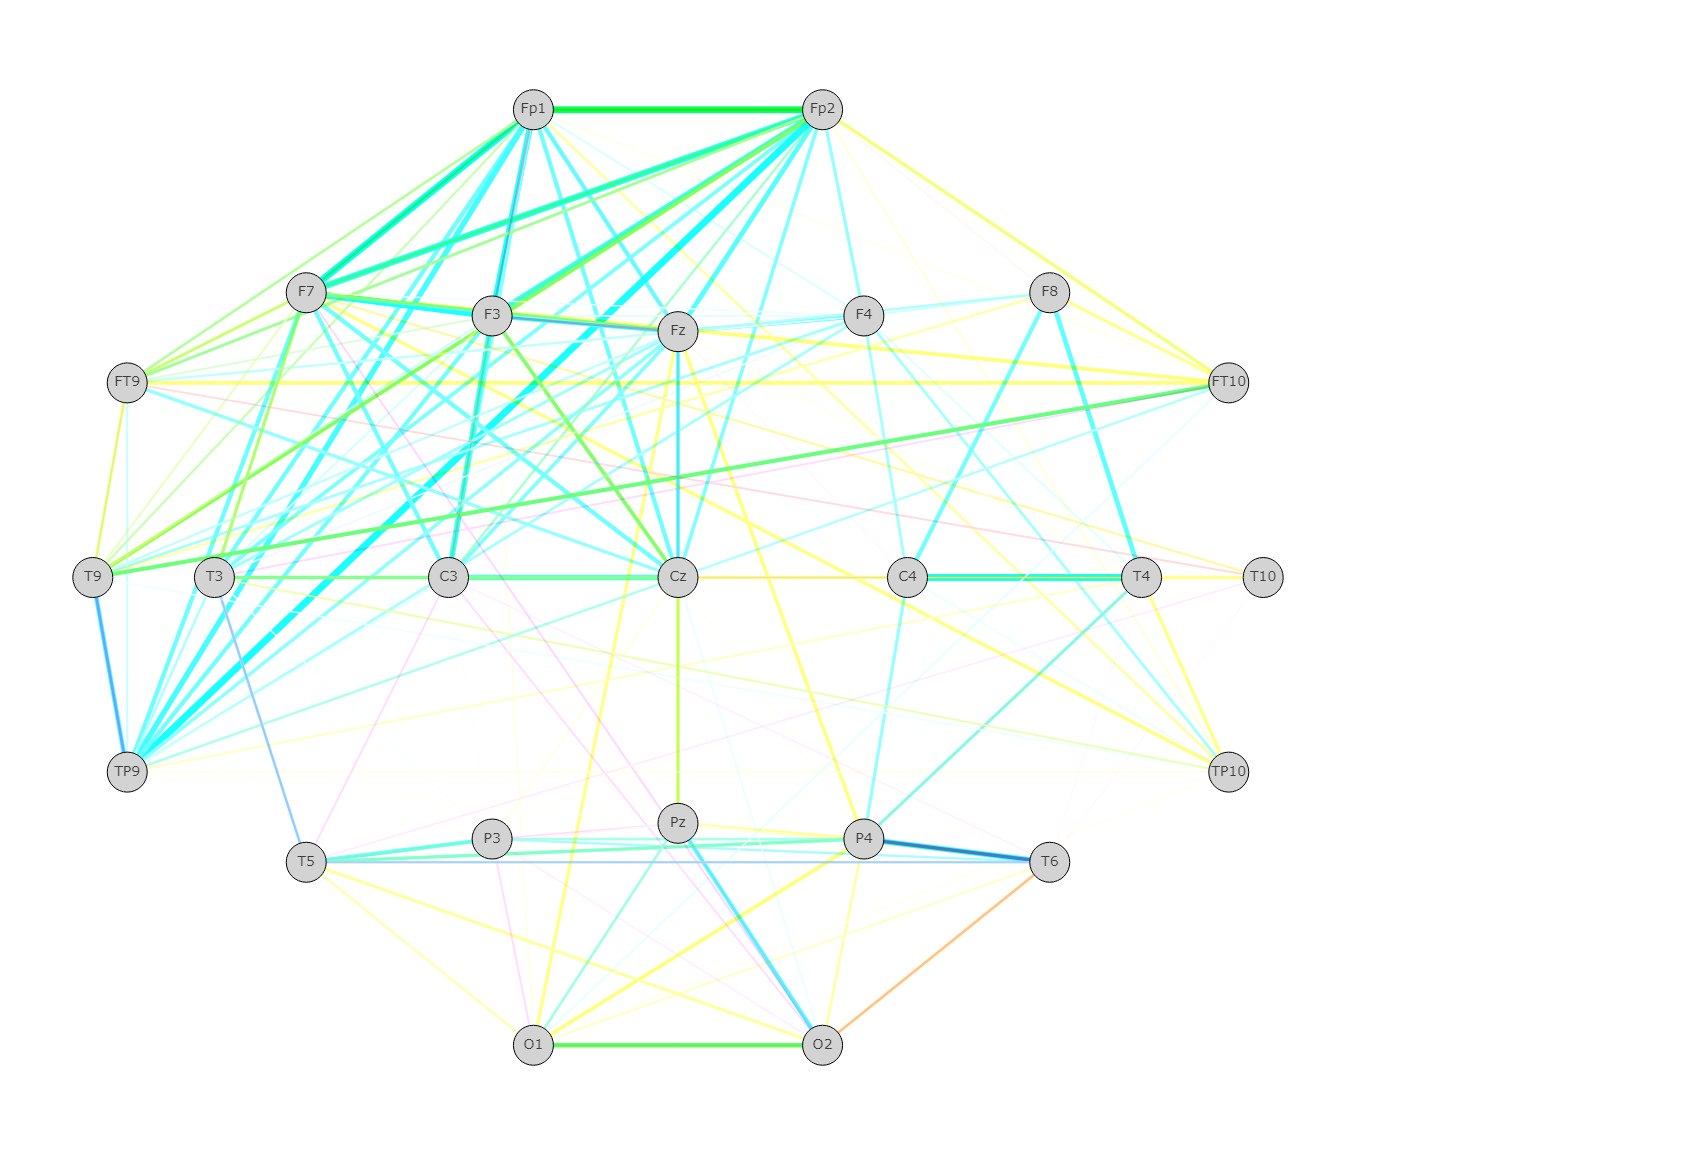 Fp1 Fp2
F7 F3 Fz F4 F8
FT9 FT10
T9 T3 C3 Cz C4 T4 T10
TP9 TP10
T5 P3 Pz P4 T6
O1 O2